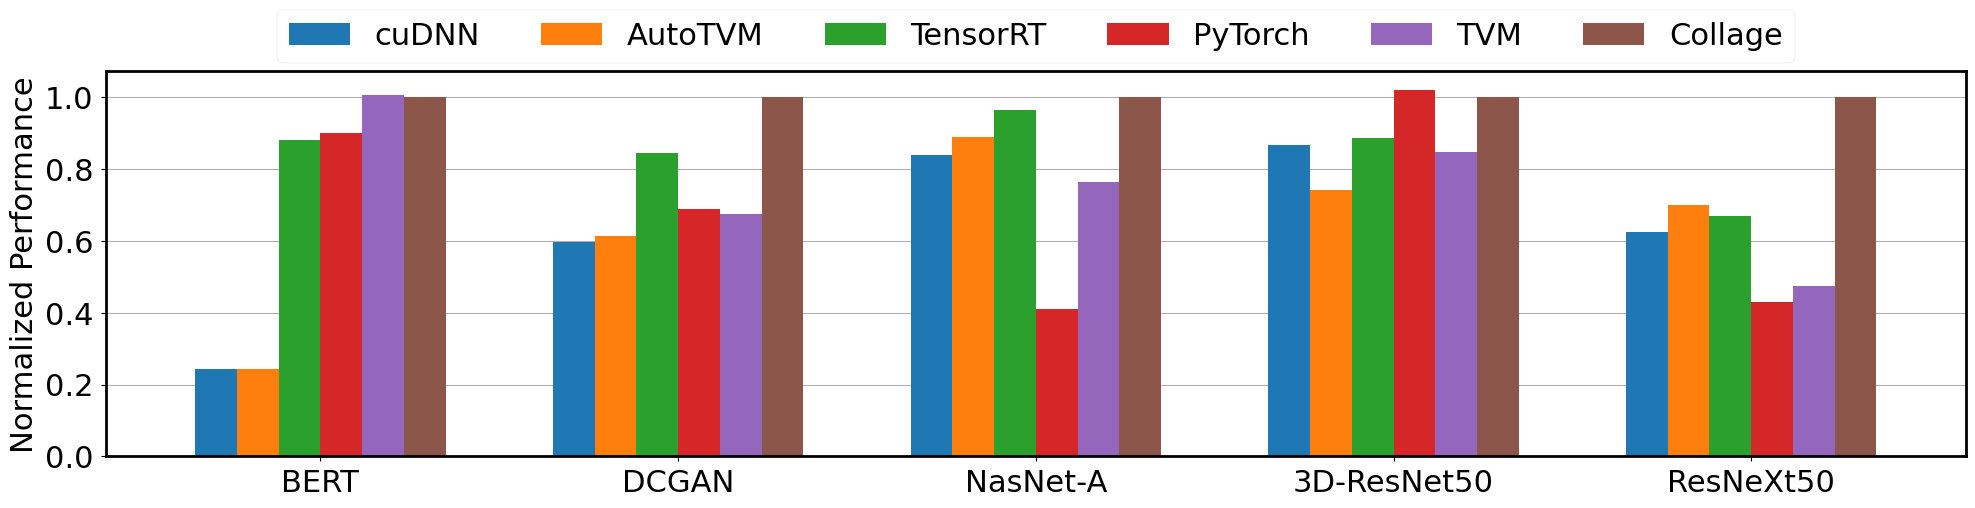 cuDNN AutoTVM TensorRT PyTorch TVM Collage
Normalized Performance
1.0
0.8
0.6
0.4
0.2
0.0
BERT DCGAN NasNet-A 3D-ResNet50 ResNeXt50